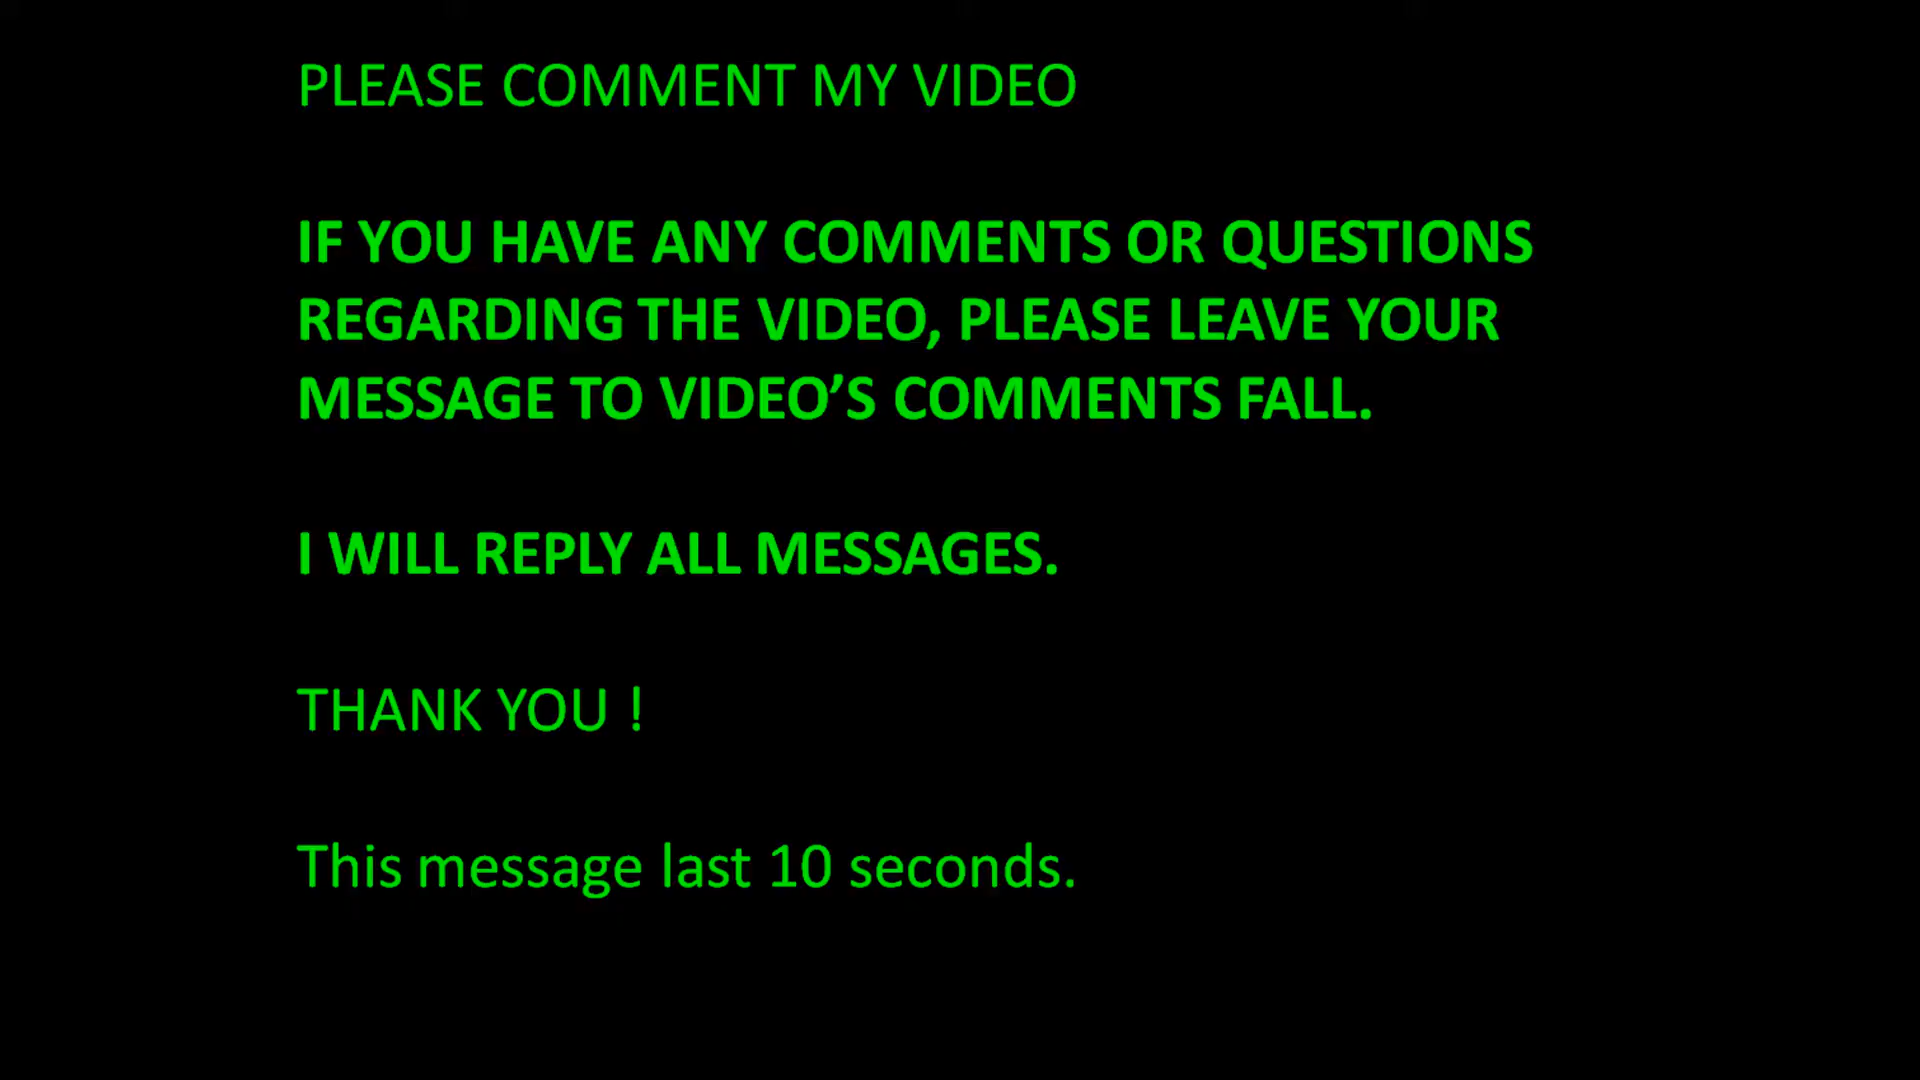 PLEASE COMMENT MY VIDEO
IF YOU HAVE ANY COMMENTS OR QUESTIONS
REGARDING THE VIDEO, PLEASE LEAVE YOUR
MESSAGE TO VIDEO’S COMMENTS FALL.
I WILL REPLY ALL MESSAGES.
THANK YOU !
This message last 10 seconds.